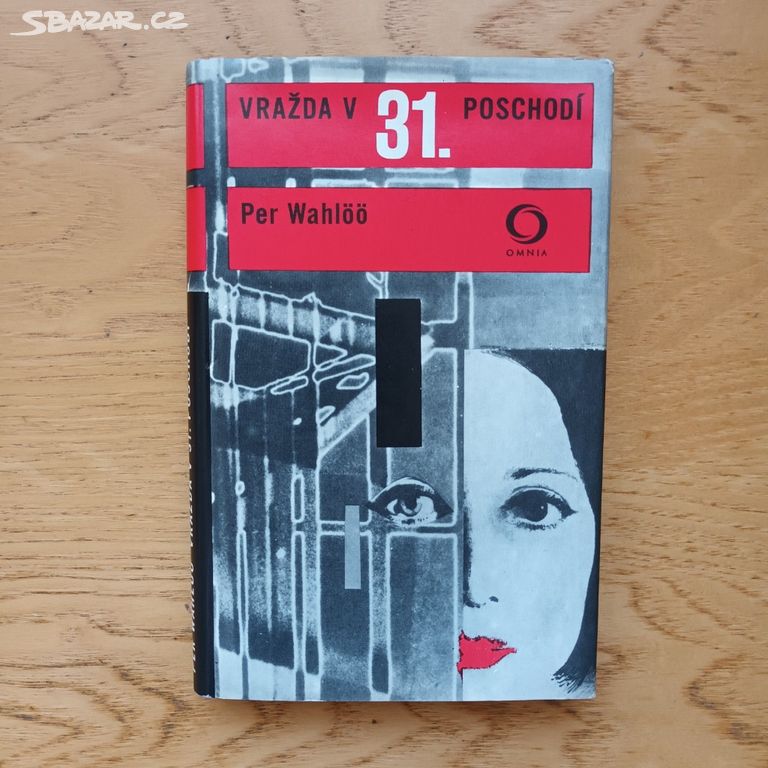 SBAZAR.CZ
VRAŽDA V 31. POSCHODÍ
Per Wahlöö
OMNIA